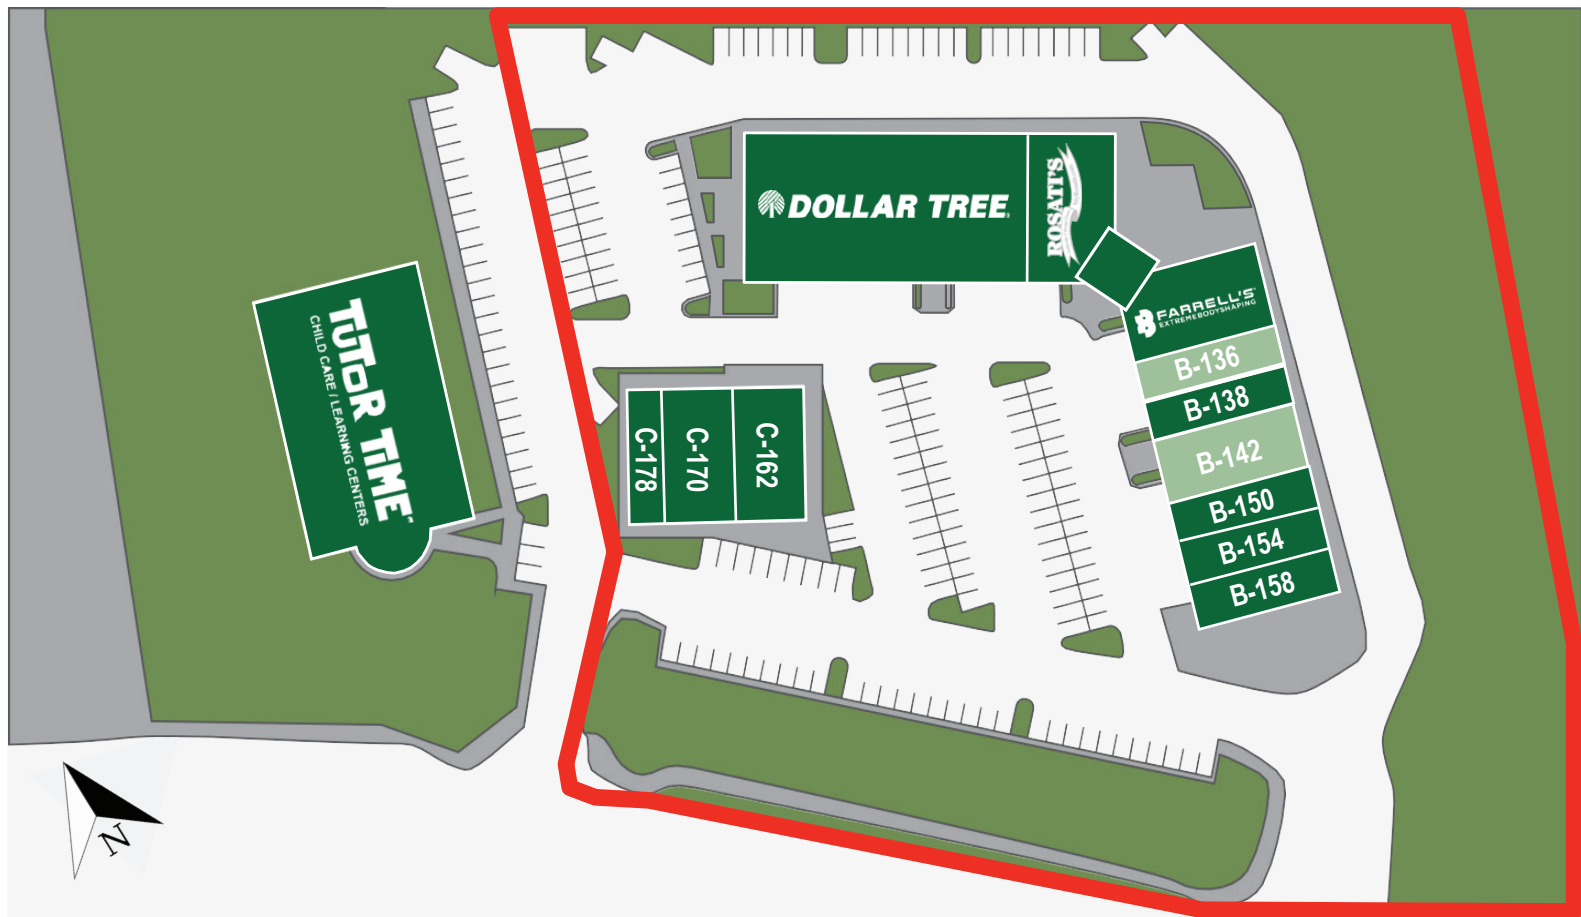 DOLLAR TREE
ROSATI'S
FARRELL'S
EXTREMEBODYSHAPING
B-136
B-138
B-142
B-150
B-154
B-158
C-178
C-170
C-162
TUTOR TIME
CHILD CARE / LEARNING CENTERS
N